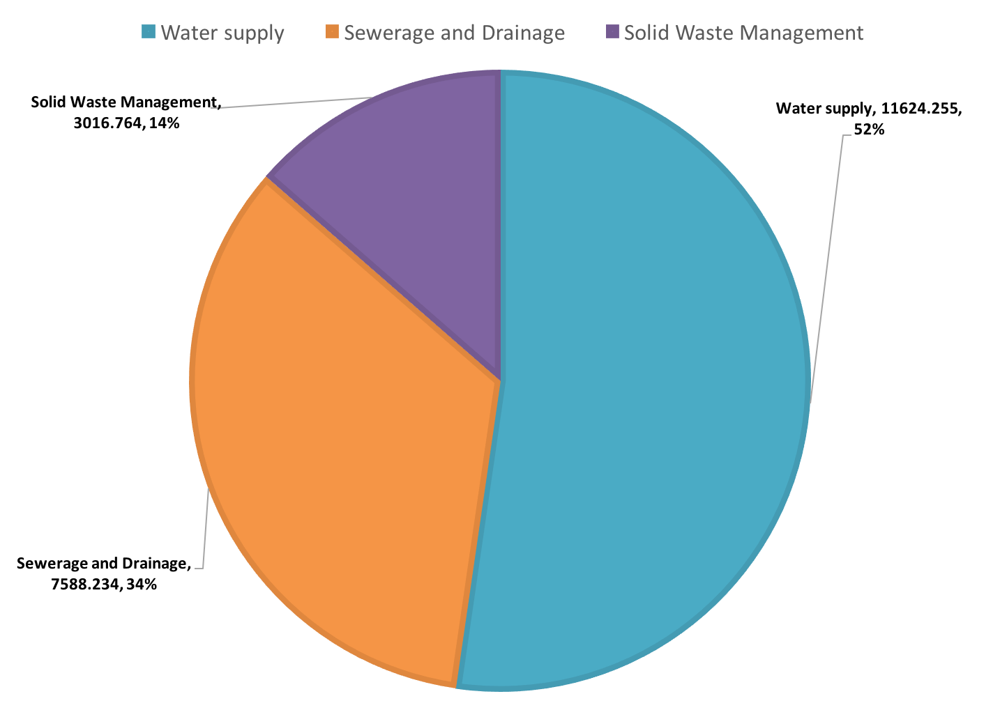 Water supply Sewerage and Drainage Solid Waste Management
Solid Waste Management,
3016.764, 14%
Water supply, 11624.255,
52%
Sewerage and Drainage,
7588.234, 34%